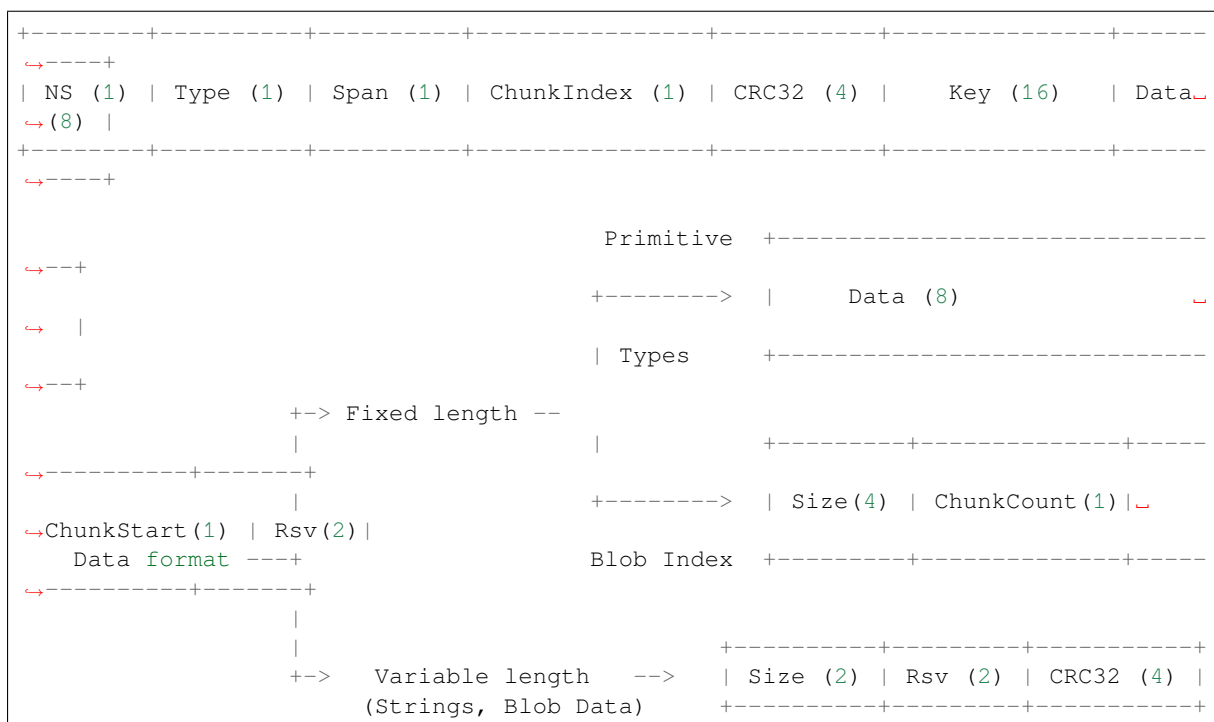 +--------+----------+----------+---------------+-----------+--------------+------
↪----+
| NS (1) | Type (1) | Span (1) | ChunkIndex (1) | CRC32 (4) |    Key (16)   | Data␣
↪(8) |
+--------+----------+----------+---------------+-----------+--------------+------
↪----+
Primitive  +------------------------------
↪--+
+-------->  |     Data (8)                ␣
↪  |
| Types     +------------------------------
↪--+
+-> Fixed length --
|                   |           +---------+--------------+-----
↪----------+-------+
|                   +-------->  | Size(4) | ChunkCount(1)|␣
↪ChunkStart(1) | Rsv(2)|
Data format ---+                   Blob Index  +---------+--------------+-----
↪----------+-------+
|
|                             +----------+---------+-----------+
+->   Variable length   -->   | Size (2) | Rsv (2) | CRC32 (4) |
(Strings, Blob Data)     +----------+---------+-----------+